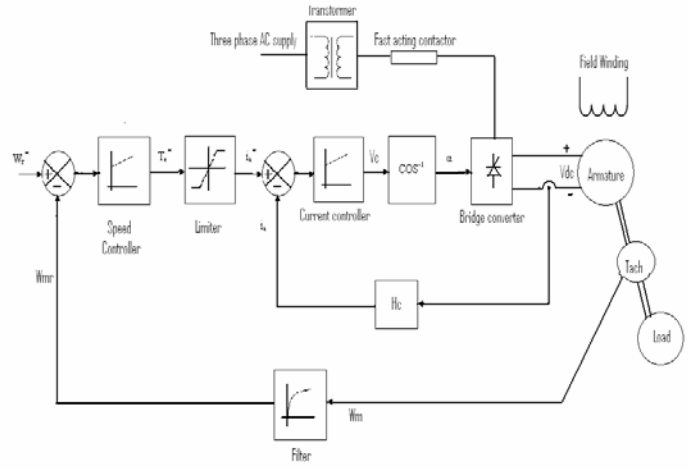 Transformer
Three phase AC supply
Fast acting contactor
Field Winding
+
Vdc
-
Armature
Wr*
+
-
Te*
ia*
+
-
Vc
COS⁻¹
α
Speed
Controller
Limiter
ia
Current controller
Bridge converter
Wmr
Hc
Tach
Load
Wm
Filter